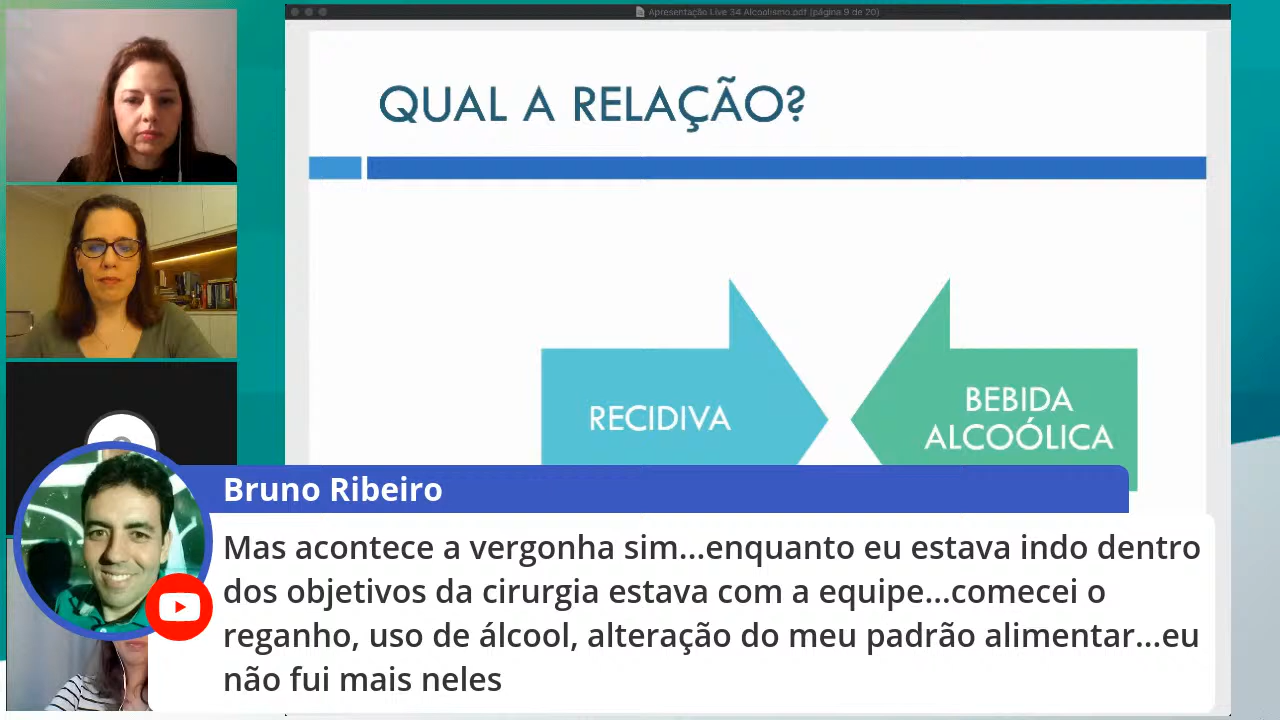 Apresentação Live 34 Alcoolismo.pdf (página 9 de 20)
QUAL A RELAÇÃO?
RECIDIVA
BEBIDA
ALCOÓLICA
Bruno Ribeiro
Mas acontece a vergonha sim...enquanto eu estava indo dentro
dos objetivos da cirurgia estava com a equipe...comecei o
reganho, uso de álcool, alteração do meu padrão alimentar...eu
não fui mais neles